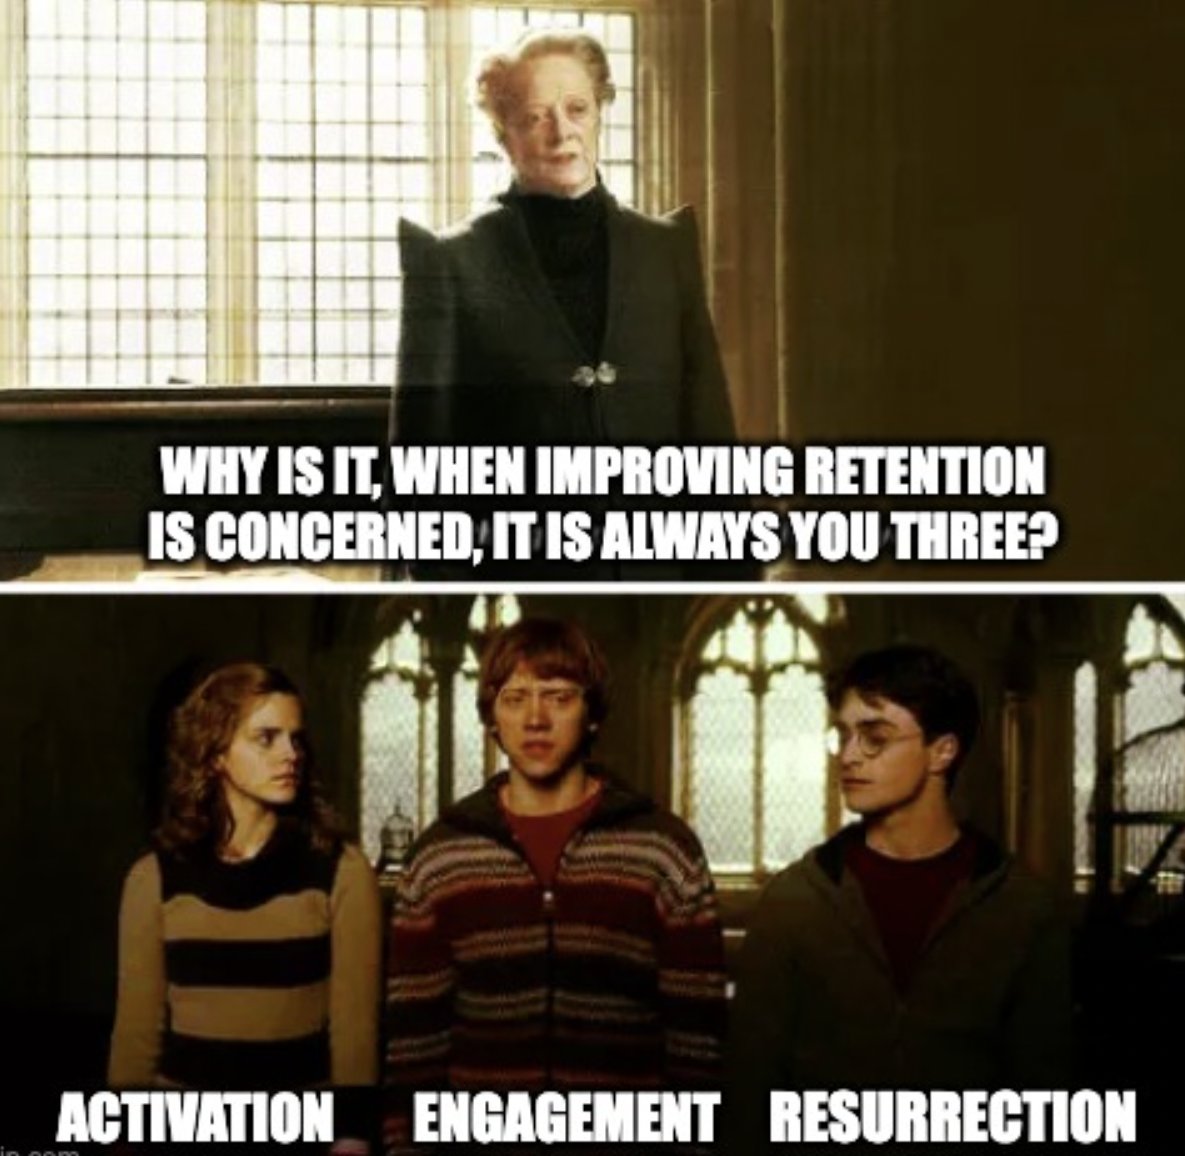 WHY IS IT, WHEN IMPROVING RETENTION
IS CONCERNED, IT IS ALWAYS YOU THREE?
ACTIVATION ENGAGEMENT RESURRECTION